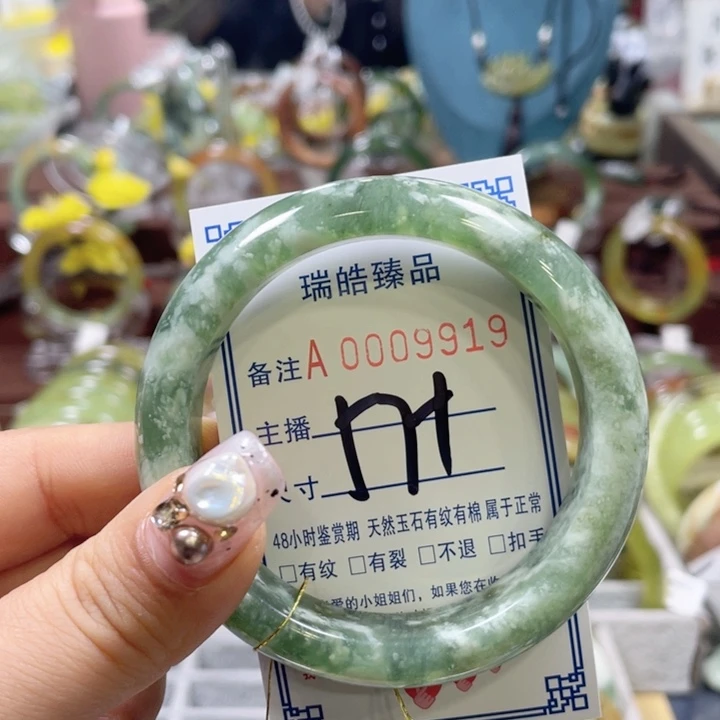 瑞皓臻品
备注A 0009919
主播
寸
48小时鉴赏期 天然玉石有纹有棉 属于正常
□有纹 □有裂 □不退 □扣手
爱的小姐姐们，如果您在收